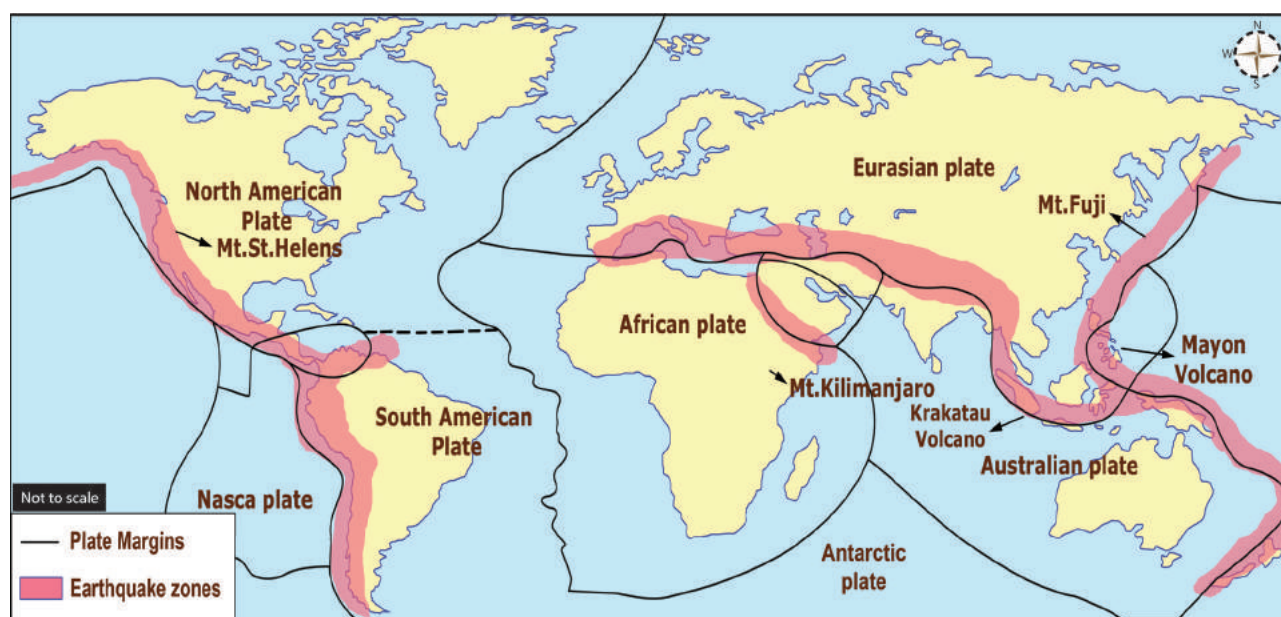 N
W
S
North American
Plate
Mt.St.Helens
Eurasian plate
Mt.Fuji
African plate
Mayon
Volcano
Mt.Kilimanjaro
South American
Plate
Krakatau
Volcano
Australian plate
Nasca plate
Not to scale
Antarctic
plate
Plate Margins
Earthquake zones